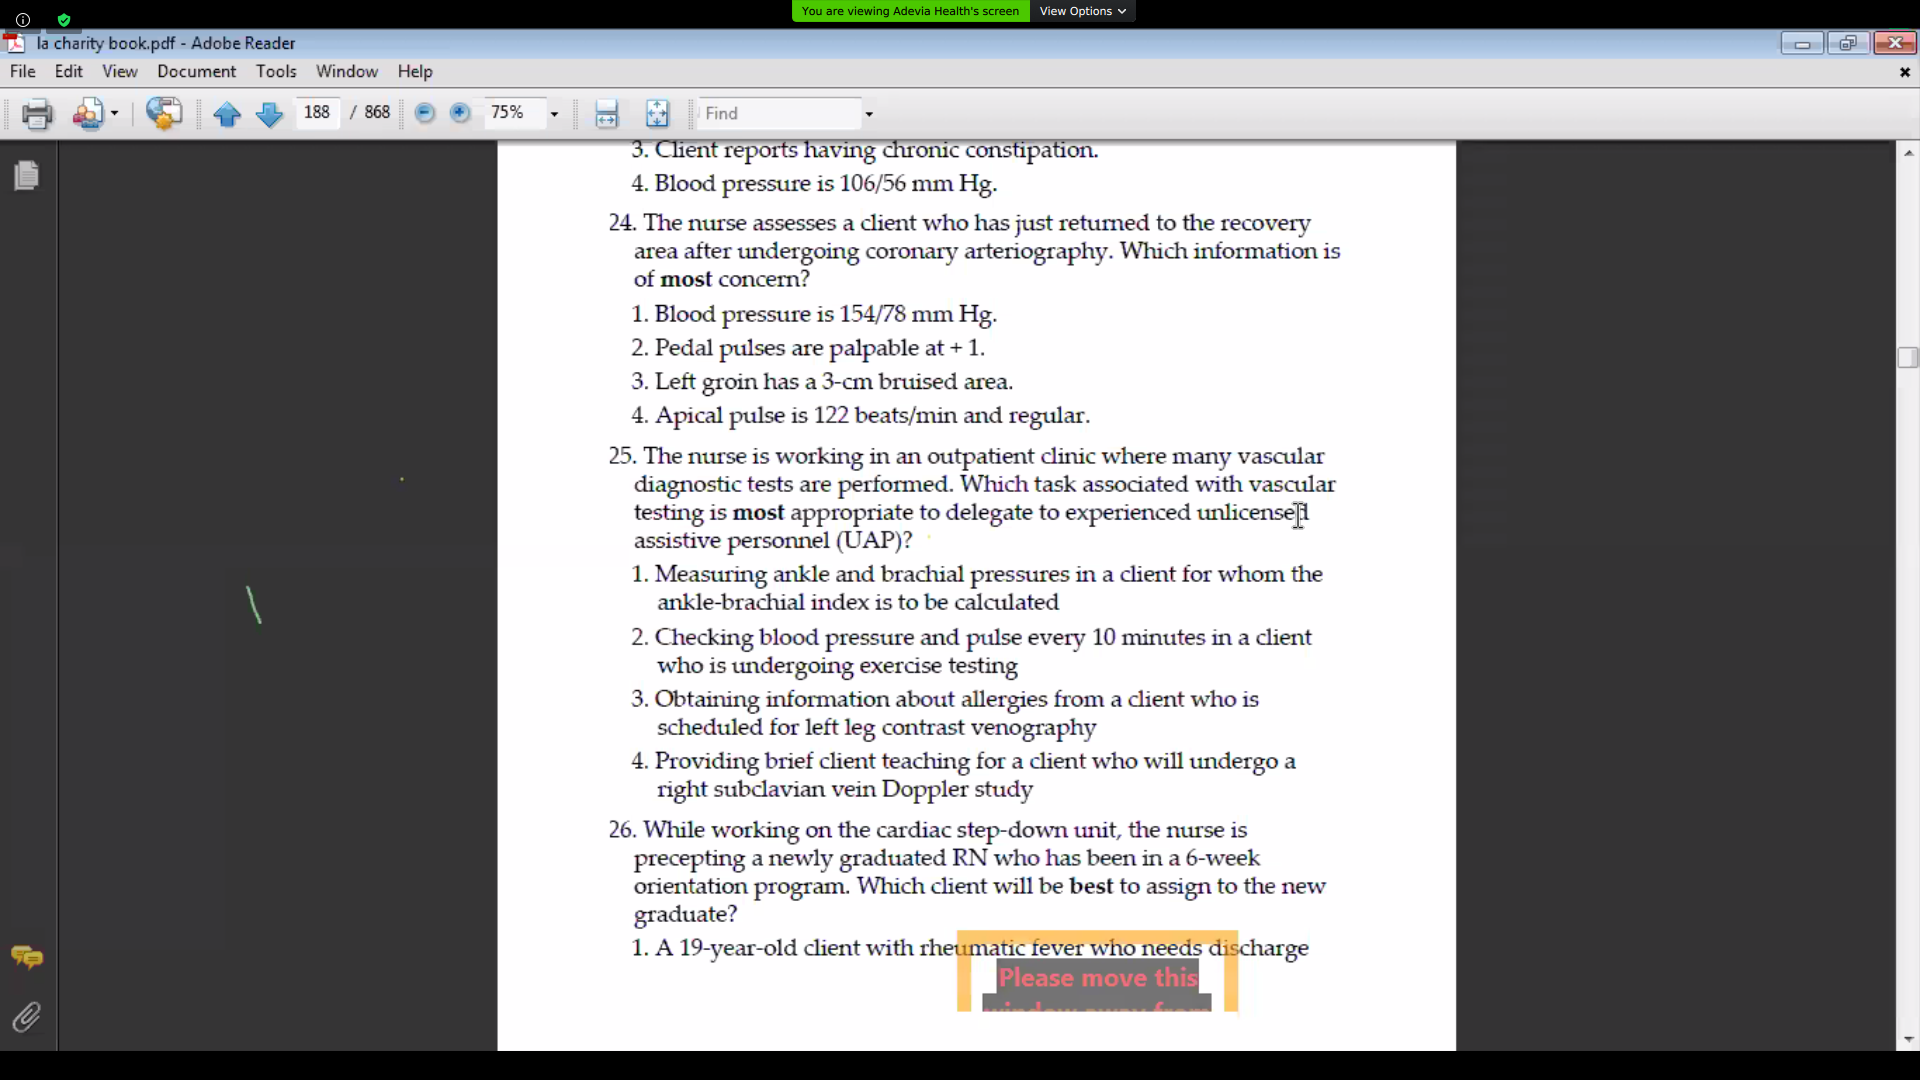 You are viewing Adevia Health's screen
View Options
la charity book.pdf - Adobe Reader
File Edit View Document Tools Window Help
188 / 868 75% Find
3. Client reports having chronic constipation.
4. Blood pressure is 106/56 mm Hg.
24. The nurse assesses a client who has just returned to the recovery
area after undergoing coronary arteriography. Which information is
of most concern?
1. Blood pressure is 154/78 mm Hg.
2. Pedal pulses are palpable at + 1.
3. Left groin has a 3-cm bruised area.
4. Apical pulse is 122 beats/min and regular.
25. The nurse is working in an outpatient clinic where many vascular
diagnostic tests are performed. Which task associated with vascular
testing is most appropriate to delegate to experienced unlicensed
assistive personnel (UAP)?
1. Measuring ankle and brachial pressures in a client for whom the
ankle-brachial index is to be calculated
2. Checking blood pressure and pulse every 10 minutes in a client
who is undergoing exercise testing
3. Obtaining information about allergies from a client who is
scheduled for left leg contrast venography
4. Providing brief client teaching for a client who will undergo a
right subclavian vein Doppler study
26. While working on the cardiac step-down unit, the nurse is
precepting a newly graduated RN who has been in a 6-week
orientation program. Which client will be best to assign to the new
graduate?
1. A 19-year-old client with rheumatic fever who needs discharge
Please move this
window away from